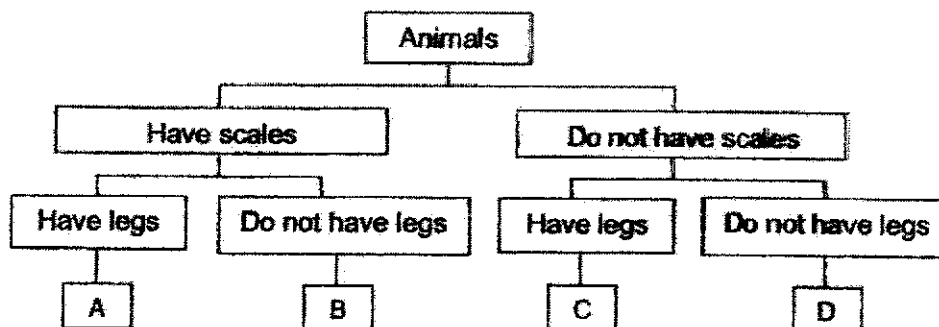 Animals
Have scales
Do not have scales
Have legs
Do not have legs
Have legs
Do not have legs
A
B
C
D